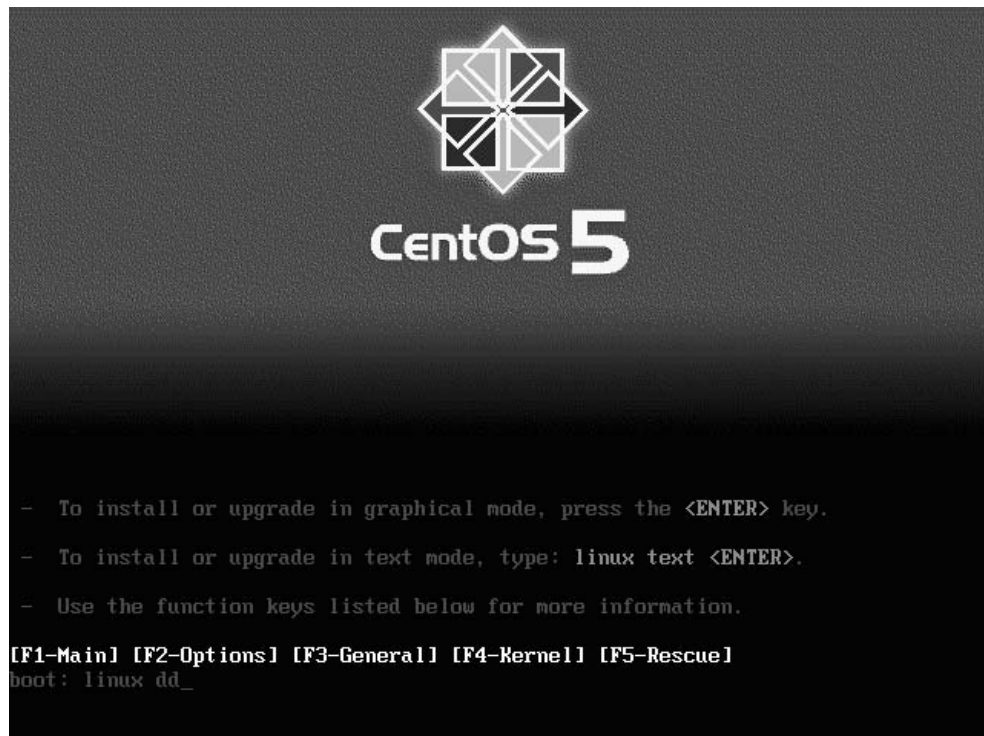 CentOS 5
- To install or upgrade in graphical mode, press the <ENTER> key.
- To install or upgrade in text mode, type: linux text <ENTER>.
- Use the function keys listed below for more information.
[F1-Main] [F2-Options] [F3-General] [F4-Kernel] [F5-Rescue]
boot: linux dd_